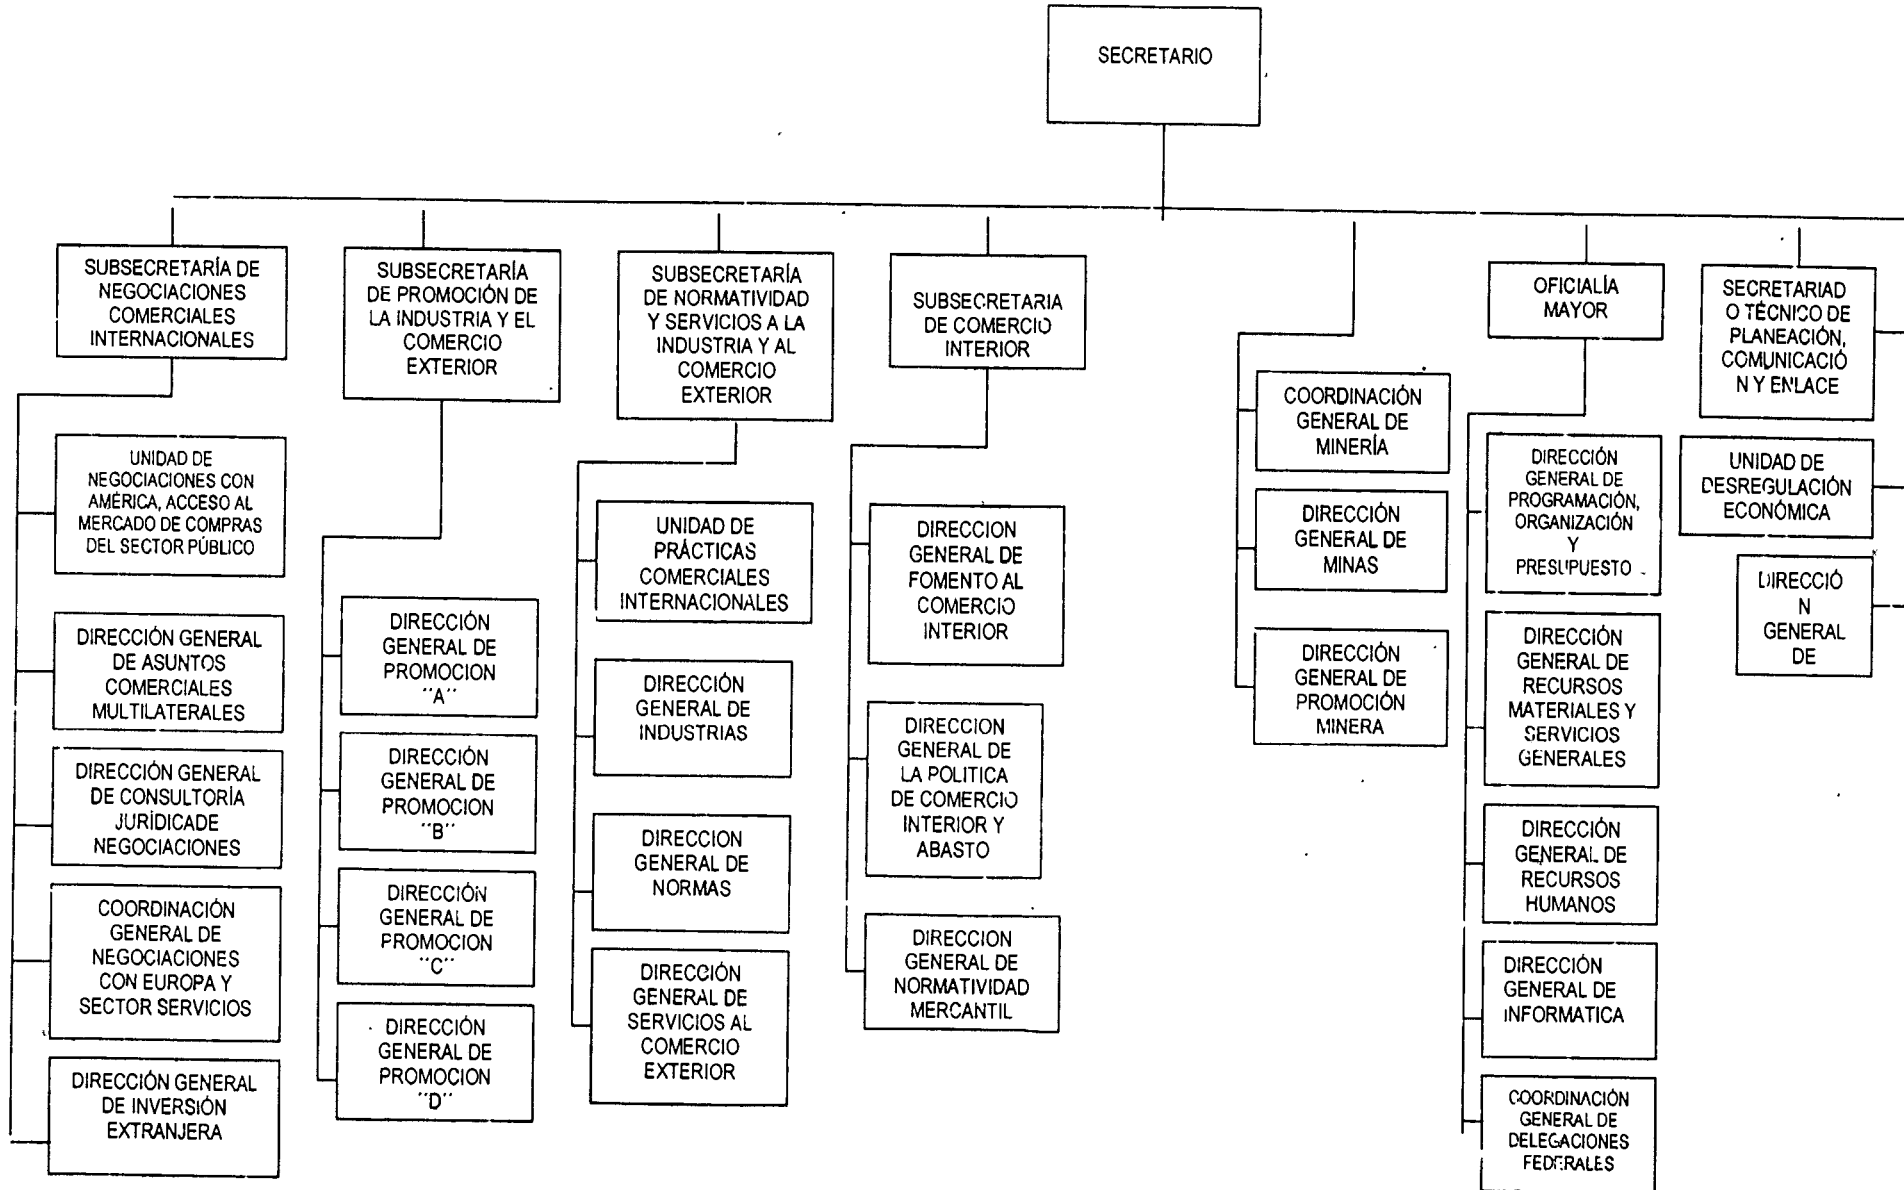 SECRETARIO
SUBSECRETARÍA DE
NEGOCIACIONES
COMERCIALES
INTERNACIONALES
UNIDAD DE
NEGOCIACIONES CON
AMÉRICA, ACCESO AL
MERCADO DE COMPRAS
DEL SECTOR PÚBLICO
DIRECCIÓN GENERAL
DE ASUNTOS
COMERCIALES
MULTILATERALES
DIRECCIÓN GENERAL
DE CONSULTORÍA
JURÍDICADE
NEGOCIACIONES
COORDINACIÓN
GENERAL DE
NEGOCIACIONES
CON EUROPA Y
SECTOR SERVICIOS
DIRECCIÓN GENERAL
DE INVERSIÓN
EXTRANJERA
SUBSECRETARÍA
DE PROMOCIÓN DE
LA INDUSTRIA Y EL
COMERCIO
EXTERIOR
DIRECCIÓN
GENERAL DE
PROMOCION
"A"
DIRECCIÓN
GENERAL DE
PROMOCION
"B"
DIRECCIÓN
GENERAL DE
PROMOCION
"C"
DIRECCIÓN
GENERAL DE
PROMOCION
"D"
SUBSECRETARÍA
DE NORMATIVIDAD
Y SERVICIOS A LA
INDUSTRIA Y AL
COMERCIO
EXTERIOR
UNIDAD DE
PRÁCTICAS
COMERCIALES
INTERNACIONALES
DIRECCIÓN
GENERAL DE
INDUSTRIAS
DIRECCION
GENERAL DE
NORMAS
DIRECCIÓN
GENERAL DE
SERVICIOS AL
COMERCIO
EXTERIOR
SUBSECRETARIA
DE COMERCIO
INTERIOR
DIRECCION
GENERAL DE
FOMENTO AL
COMERCIO
INTERIOR
DIRECCION
GENERAL DE
LA POLITICA
DE COMERCIO
INTERIOR Y
ABASTO
DIRECCION
GENERAL DE
NORMATIVIDAD
MERCANTIL
COORDINACIÓN
GENERAL DE
MINERÍA
DIRECCIÓN
GENERAL DE
MINAS
DIRECCIÓN
GENERAL DE
PROMOCIÓN
MINERA
OFICIALÍA
MAYOR
DIRECCIÓN
GENERAL DE
PROGRAMACIÓN,
ORGANIZACIÓN
Y
PRESUPUESTO
DIRECCIÓN
GENERAL DE
RECURSOS
MATERIALES Y
SERVICIOS
GENERALES
DIRECCIÓN
GENERAL DE
RECURSOS
HUMANOS
DIRECCIÓN
GENERAL DE
INFORMATICA
COORDINACIÓN
GENERAL DE
DELEGACIONES
FEDERALES
SECRETARIAD
O TÉCNICO DE
PLANEACIÓN,
COMUNICACIÓ
N Y ENLACE
UNIDAD DE
DESREGULACIÓN
ECONÓMICA
DIRECCIÓ
N
GENERAL
DE